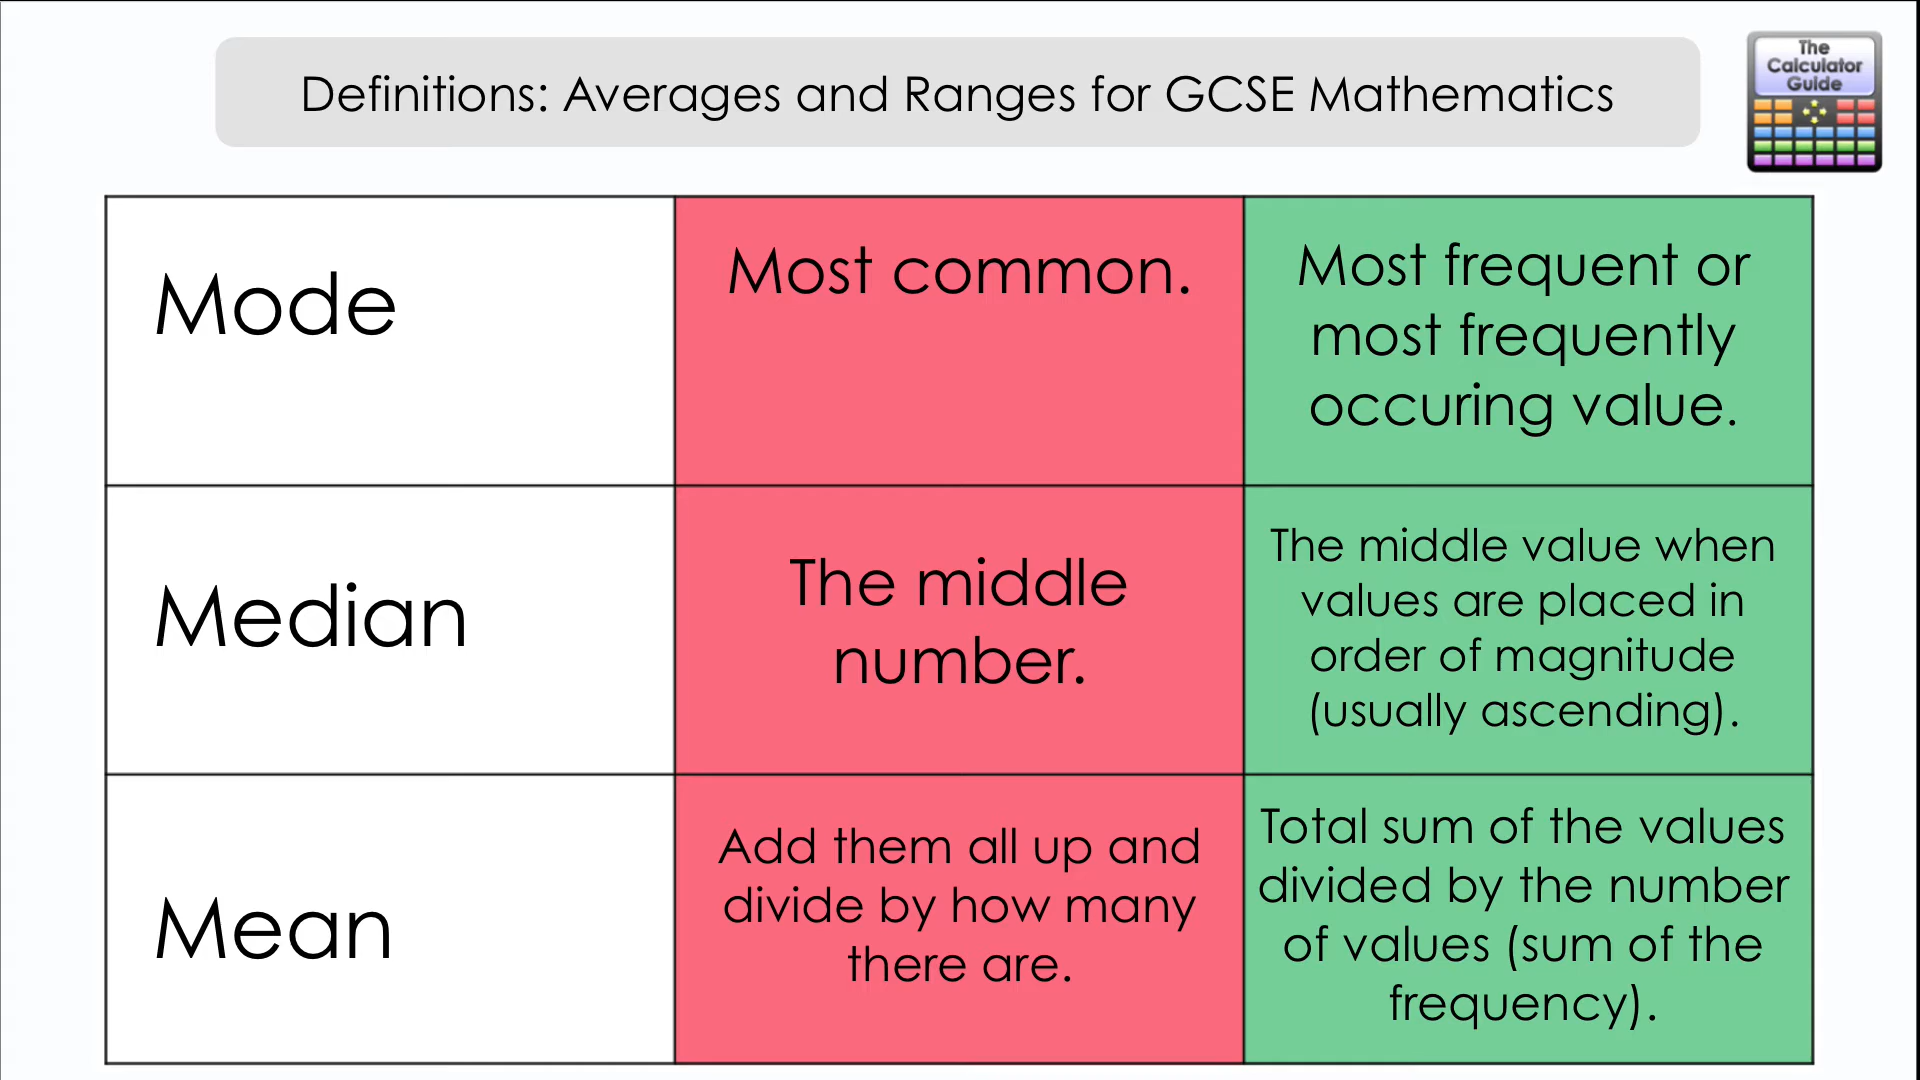 Definitions: Averages and Ranges for GCSE Mathematics
The
Calculator
Guide
Mode
Most common.
Most frequent or
most frequently
occuring value.
Median
The middle
number.
The middle value when
values are placed in
order of magnitude
(usually ascending).
Mean
Add them all up and
divide by how many
there are.
Total sum of the values
divided by the number
of values (sum of the
frequency).